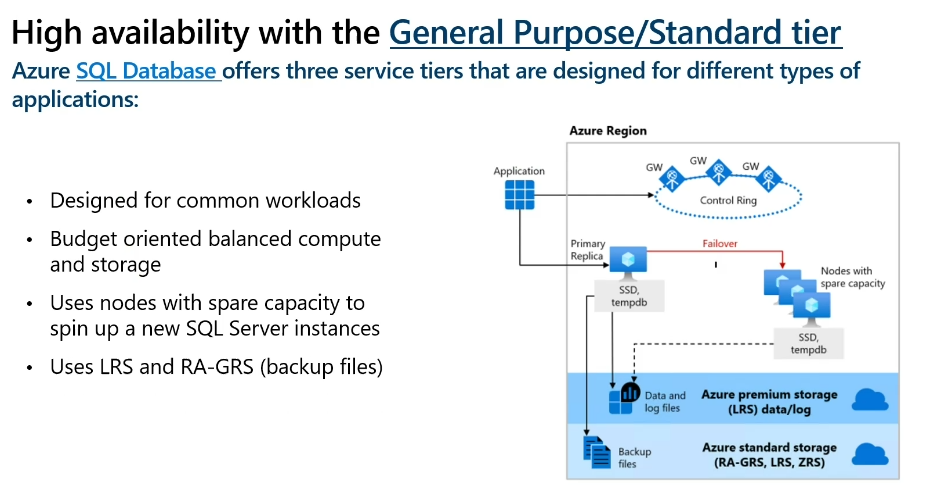 High availability with the General Purpose/Standard tier
Azure SQL Database offers three service tiers that are designed for different types of
applications:
• Designed for common workloads
• Budget oriented balanced compute
and storage
• Uses nodes with spare capacity to
spin up a new SQL Server instances
• Uses LRS and RA-GRS (backup files)
Azure Region
Application
GW
GW
GW
Control Ring
Primary
Replica
Failover
Nodes with
spare capacity
SSD,
tempdb
SSD,
tempdb
Data and
log files
Azure premium storage
(LRS) data/log
Backup
files
Azure standard storage
(RA-GRS, LRS, ZRS)